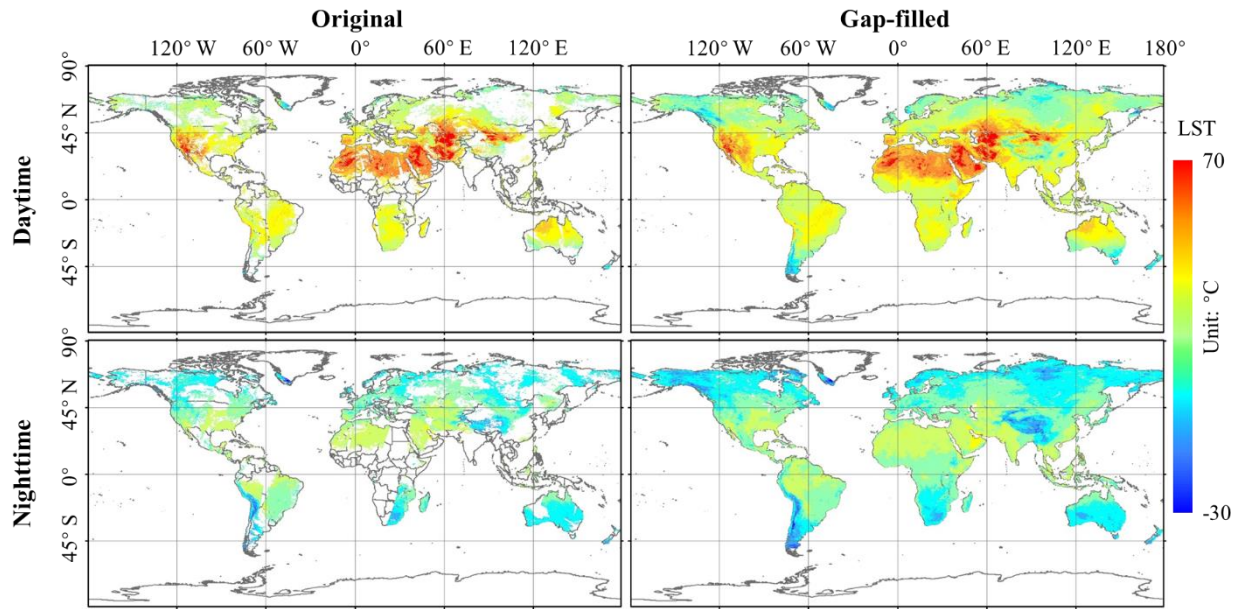 Original
Gap-filled
120° W 60° W 0° 60° E 120° E
120° W 60° W 0° 60° E 120° E 180°
Daytime
90°
45° N
0°
45° S
LST
70
Unit: °C
-30
Nighttime
90°
45° N
0°
45° S